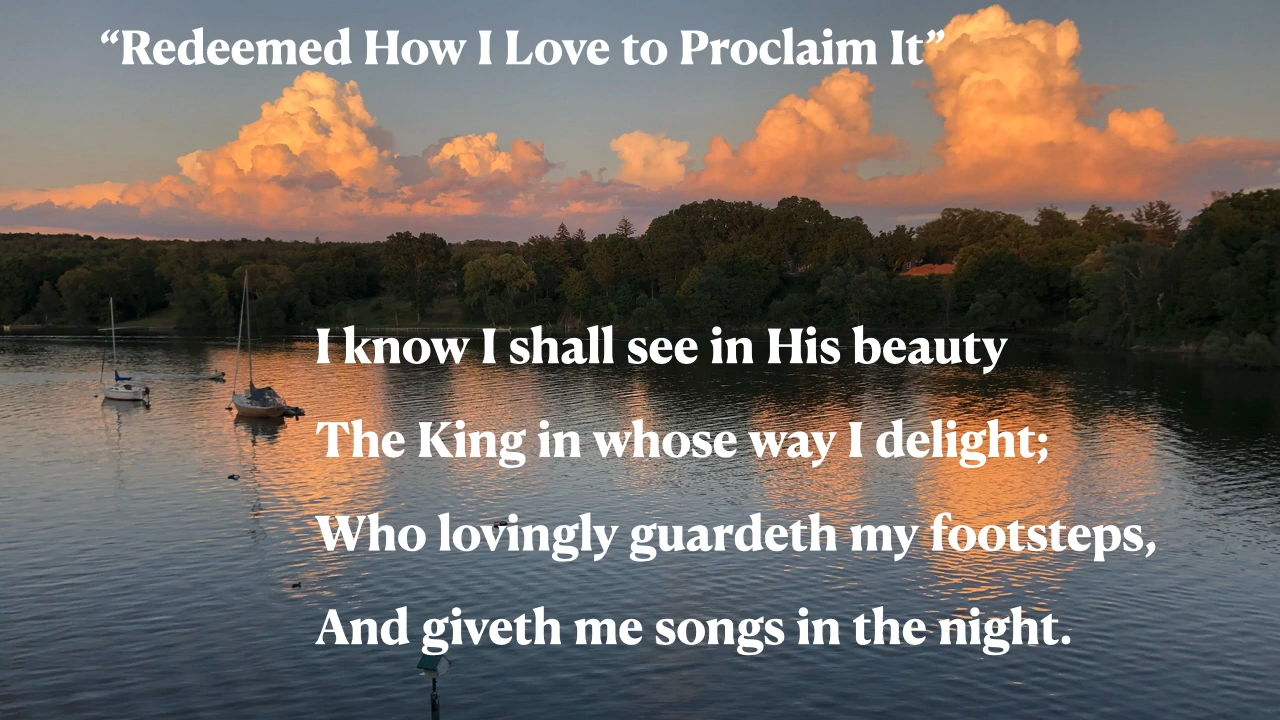 “Redeemed How I Love to Proclaim It”
I know I shall see in His beauty
The King in whose way I delight;
Who lovingly guardeth my footsteps,
And giveth me songs in the night.